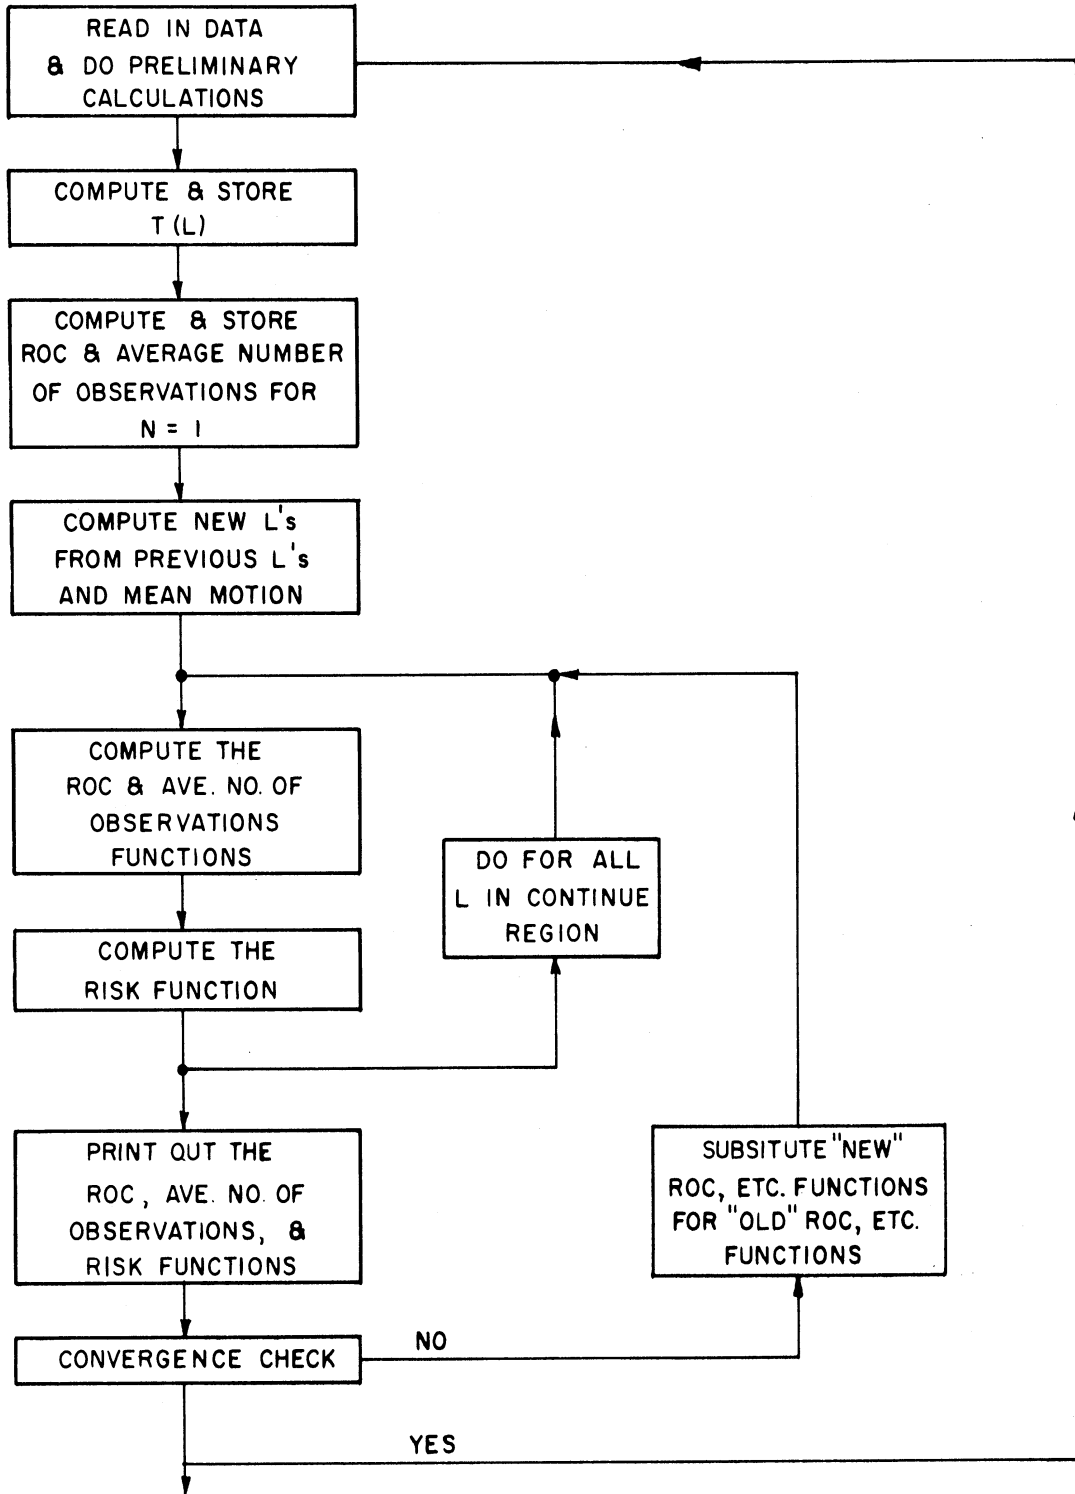 READ IN DATA
& DO PRELIMINARY
CALCULATIONS
COMPUTE & STORE
T(L)
COMPUTE & STORE
ROC & AVERAGE NUMBER
OF OBSERVATIONS FOR
N = 1
COMPUTE NEW L's
FROM PREVIOUS L's
AND MEAN MOTION
COMPUTE THE
ROC & AVE. NO. OF
OBSERVATIONS
FUNCTIONS
DO FOR ALL
L IN CONTINUE
REGION
COMPUTE THE
RISK FUNCTION
PRINT OUT THE
ROC, AVE. NO. OF
OBSERVATIONS, &
RISK FUNCTIONS
SUBSITUTE "NEW"
ROC, ETC. FUNCTIONS
FOR "OLD" ROC, ETC.
FUNCTIONS
CONVERGENCE CHECK
NO
YES